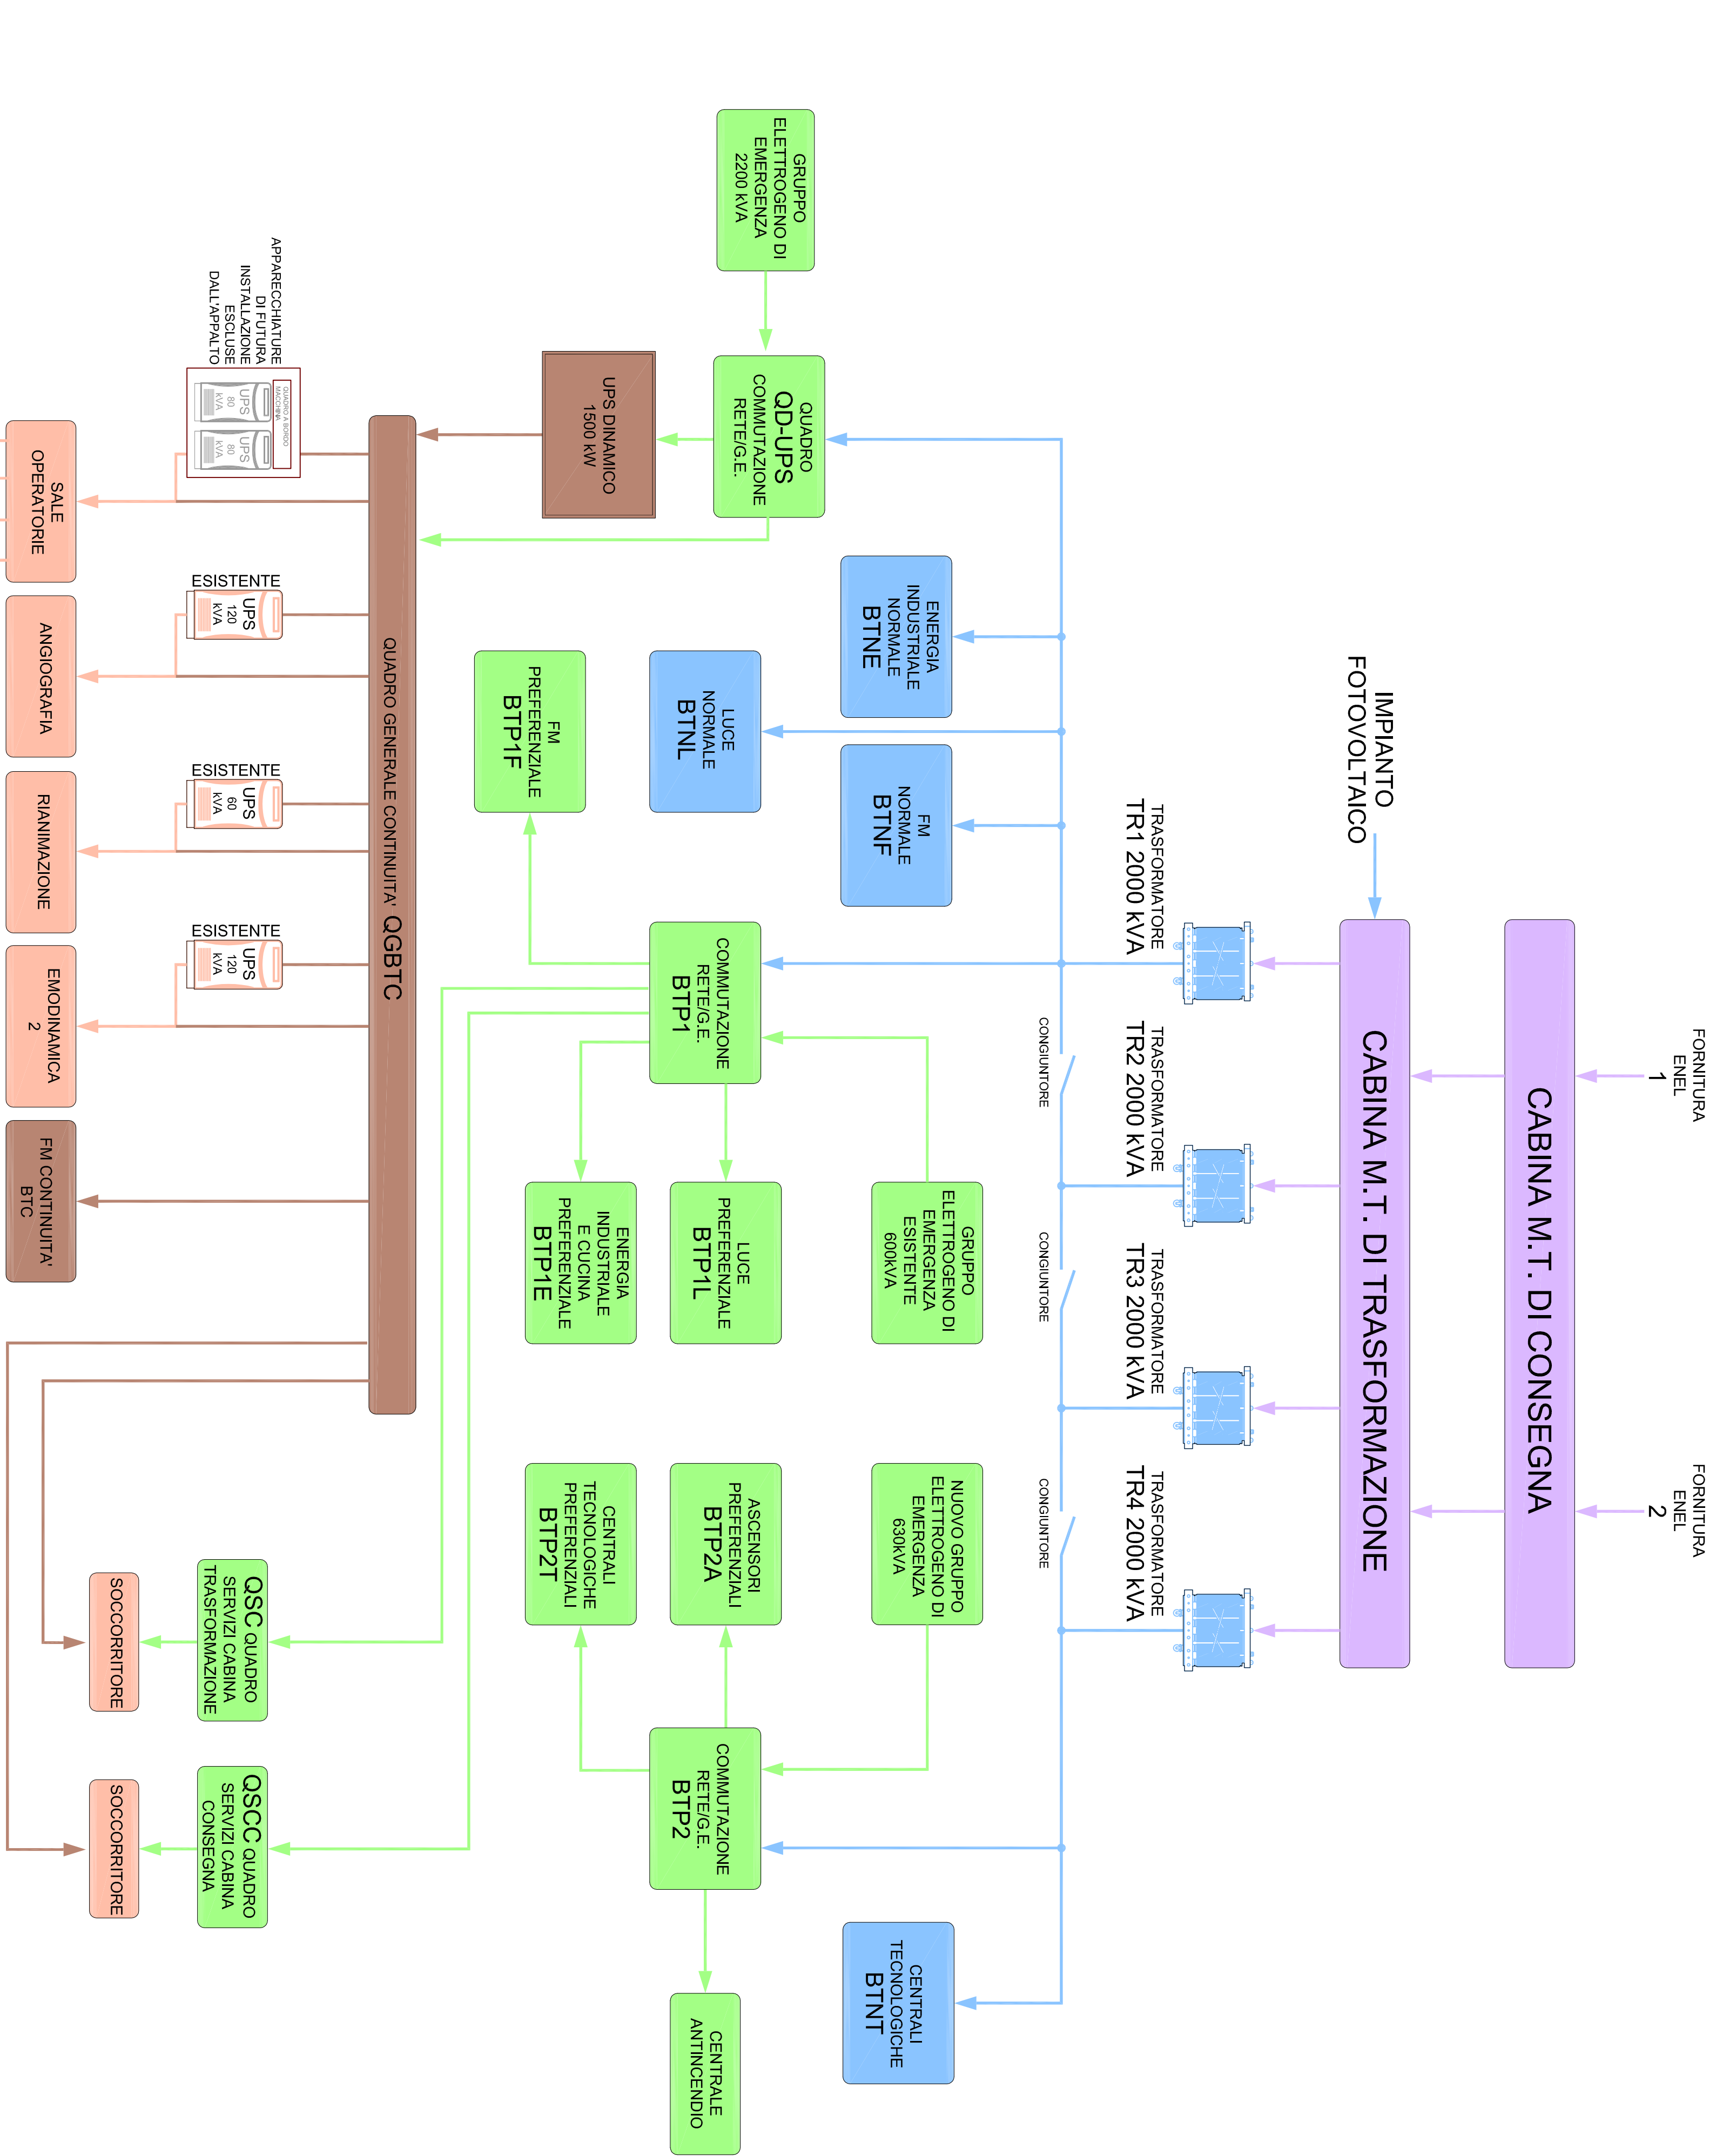 FORNITURA
ENEL
1
FORNITURA
ENEL
2
CABINA M.T. DI CONSEGNA
IMPIANTO
FOTOVOLTAICO
CABINA M.T. DI TRASFORMAZIONE
TRASFORMATORE
TR1 2000 kVA
TRASFORMATORE
TR2 2000 kVA
TRASFORMATORE
TR3 2000 kVA
TRASFORMATORE
TR4 2000 kVA
CONGIUNTORE
CONGIUNTORE
CONGIUNTORE
ENERGIA
INDUSTRIALE
NORMALE
BTNE
FM
NORMALE
BTNF
GRUPPO
ELETTROGENO DI
EMERGENZA
ESISTENTE
600kVA
NUOVO GRUPPO
ELETTROGENO DI
EMERGENZA
630kVA
CENTRALI
TECNOLOGICHE
BTNT
GRUPPO
ELETTROGENO DI
EMERGENZA
2200 kVA
QUADRO
QD-UPS
COMMUTAZIONE
RETE/G.E.
LUCE
NORMALE
BTNL
COMMUTAZIONE
RETE/G.E.
BTP1
LUCE
PREFERENZIALE
BTP1L
ASCENSORI
PREFERENZIALI
BTP2A
COMMUTAZIONE
RETE/G.E.
BTP2
CENTRALE
ANTINCENDIO
UPS DINAMICO
1500 kW
FM
PREFERENZIALE
BTP1F
ENERGIA
INDUSTRIALE
E CUCINA
PREFERENZIALE
BTP1E
CENTRALI
TECNOLOGICHE
PREFERENZIALI
BTP2T
QUADRO GENERALE CONTINUITA' QGBTC
APPARECCHIATURE
DI FUTURA
INSTALLAZIONE
ESCLUSE
DALL'APPALTO
QUADRO A BORDO
MACCHINA
UPS
80
kVA
UPS
80
kVA
ESISTENTE
UPS
120
kVA
ESISTENTE
UPS
60
kVA
ESISTENTE
UPS
120
kVA
QSC QUADRO
SERVIZI CABINA
TRASFORMAZIONE
QSCC QUADRO
SERVIZI CABINA
CONSEGNA
SOCCORRITORE
SOCCORRITORE
SALE
OPERATORIE
ANGIOGRAFIA
RIANIMAZIONE
EMODINAMICA
2
FM CONTINUITA'
BTC